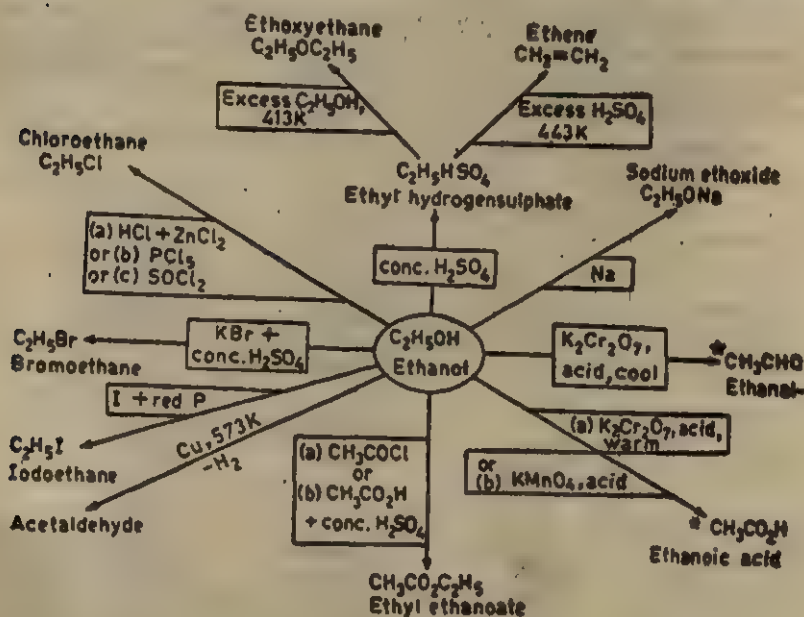 Ethoxyethane
C₂H₅OC₂H₅
Ethene
CH₂=CH₂
Excess C₂H₅OH,
413K
Excess H₂SO₄
443K
Chloroethane
C₂H₅Cl
C₂H₅HSO₄
Ethyl hydrogensulphate
Sodium ethoxide
C₂H₅ONa
(a) HCl + ZnCl₂
or (b) PCl₅
or (c) SOCl₂
conc. H₂SO₄
Na
C₂H₅Br
Bromoethane
KBr +
conc. H₂SO₄
C₂H₅OH
Ethanol
K₂Cr₂O₇,
acid, cool
*CH₃CHO
Ethanal
I + red P
C₂H₅I
Iodoethane
Cu, 573K
-H₂
Acetaldehyde
(a) CH₃COCl
or
(b) CH₃CO₂H
+ conc. H₂SO₄
(a) K₂Cr₂O₇, acid,
warm
or
(b) KMnO₄, acid
*CH₃CO₂H
Ethanoic acid
CH₃CO₂C₂H₅
Ethyl ethanoate